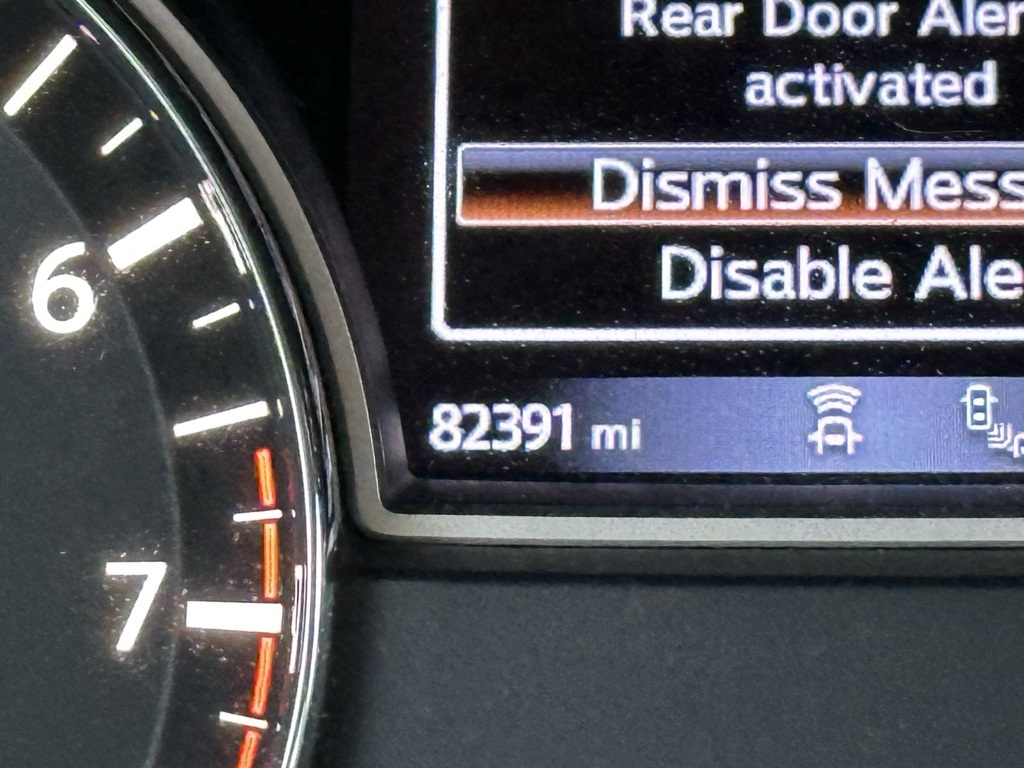 Rear Door Aler
activated
Dismiss Mess
Disable Ale
6
82391 mi
7